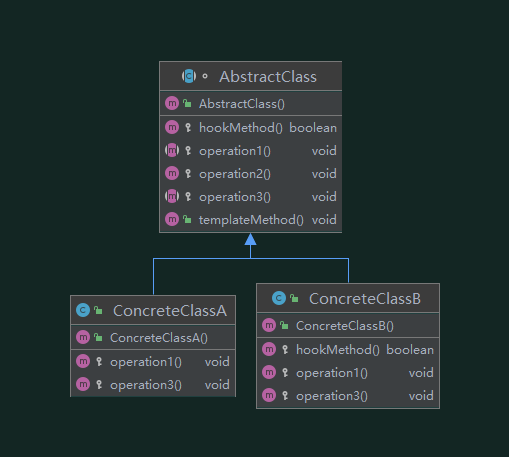 AbstractClass
AbstractClass()
hookMethod() boolean
operation1() void
operation2() void
operation3() void
templateMethod() void
ConcreteClassA
ConcreteClassA()
operation1() void
operation3() void
ConcreteClassB
ConcreteClassB()
hookMethod() boolean
operation1() void
operation3() void